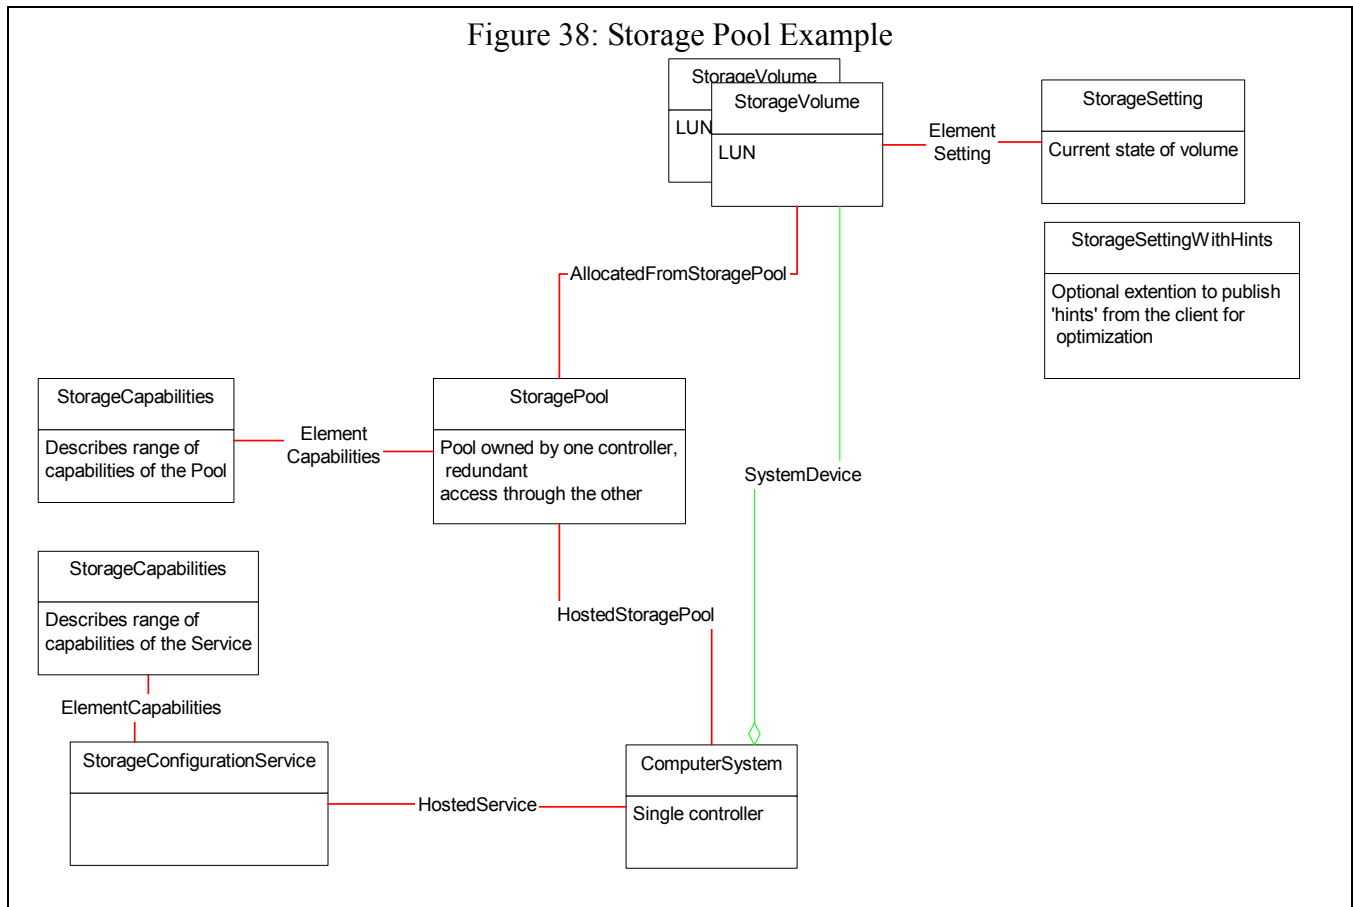 Figure 38: Storage Pool Example
StorageVolume
LUN
StorageVolume
LUN
Element
Setting
StorageSetting
Current state of volume
StorageSettingWithHints
Optional extention to publish
'hints' from the client for
optimization
AllocatedFromStoragePool
StorageCapabilities
Describes range of
capabilities of the Pool
Element
Capabilities
StoragePool
Pool owned by one controller,
redundant
access through the other
SystemDevice
StorageCapabilities
Describes range of
capabilities of the Service
ElementCapabilities
HostedStoragePool
StorageConfigurationService
HostedService
ComputerSystem
Single controller